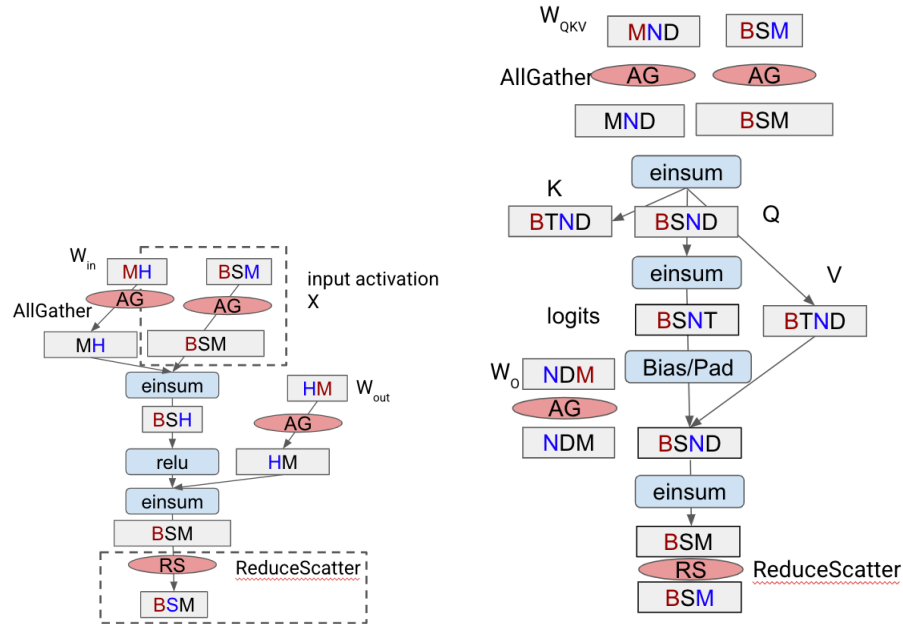 W_in
MH
BSM
input activation
X
AG
AG
AllGather
MH
BSM
einsum
HM
W_out
BSH
AG
relu
HM
einsum
BSM
RS
ReduceScatter
BSM
W_QKV
MND
BSM
AllGather
AG
AG
MND
BSM
einsum
K
BTND
BSND
Q
einsum
V
logits
BSNT
BTND
W_O
NDM
Bias/Pad
AG
NDM
BSND
einsum
BSM
RS
ReduceScatter
BSM